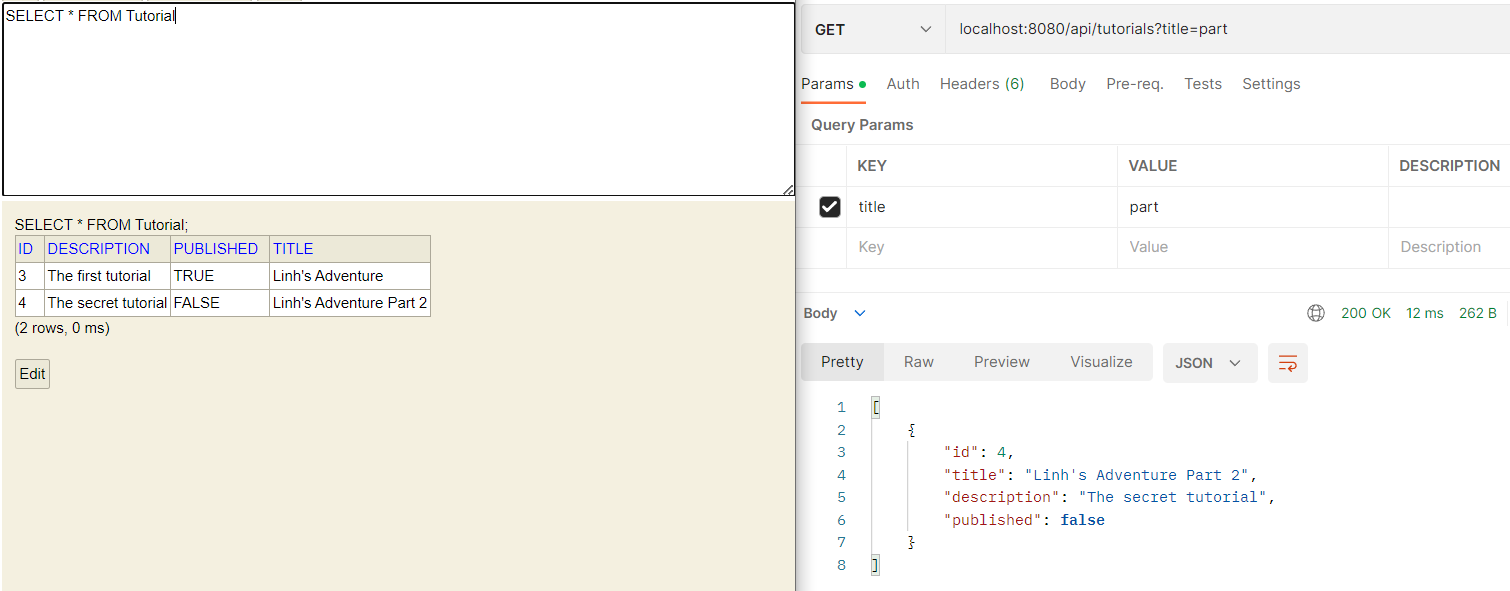 SELECT * FROM Tutorial
SELECT * FROM Tutorial;
ID DESCRIPTION PUBLISHED TITLE
3 The first tutorial TRUE Linh's Adventure
4 The secret tutorial FALSE Linh's Adventure Part 2
(2 rows, 0 ms)
Edit
GET localhost:8080/api/tutorials?title=part
Params Auth Headers (6) Body Pre-req. Tests Settings
Query Params
KEY VALUE DESCRIPTION
title part
Key Value Description
Body 200 OK 12 ms 262 B
Pretty Raw Preview Visualize JSON
1 [
2 {
3 "id": 4,
4 "title": "Linh's Adventure Part 2",
5 "description": "The secret tutorial",
6 "published": false
7 }
8 ]